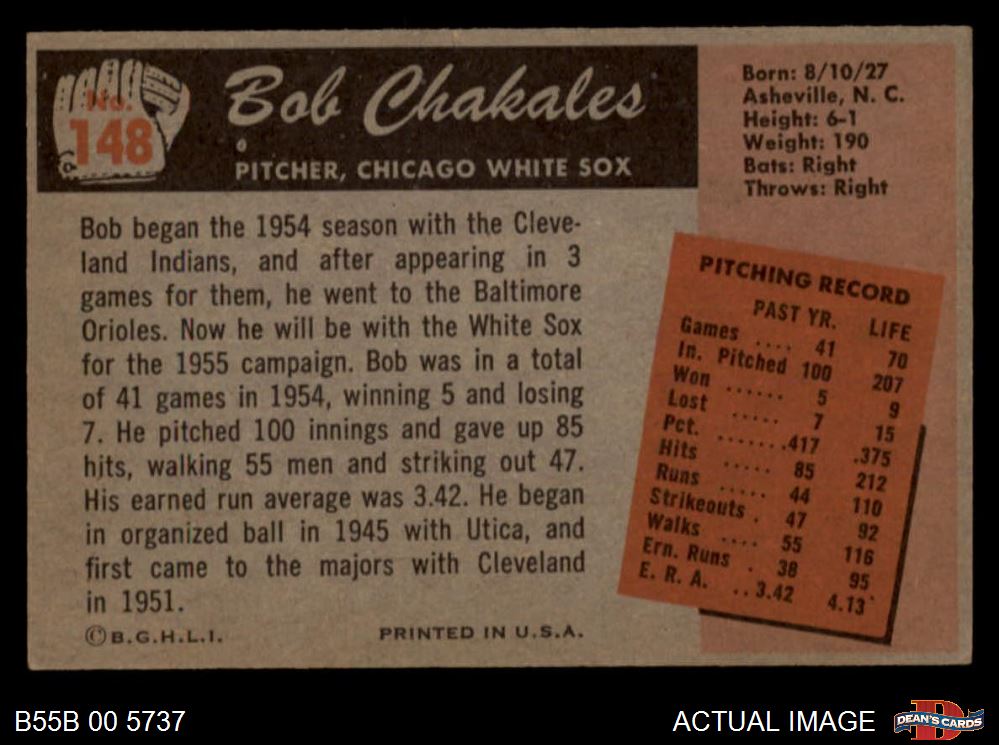 No.
148
Bob Chakales
PITCHER, CHICAGO WHITE SOX
Born: 8/10/27
Asheville, N. C.
Height: 6-1
Weight: 190
Bats: Right
Throws: Right
Bob began the 1954 season with the Cleve-
land Indians, and after appearing in 3
games for them, he went to the Baltimore
Orioles. Now he will be with the White Sox
for the 1955 campaign. Bob was in a total
of 41 games in 1954, winning 5 and losing
7. He pitched 100 innings and gave up 85
hits, walking 55 men and striking out 47.
His earned run average was 3.42. He began
in organized ball in 1945 with Utica, and
first came to the majors with Cleveland
in 1951.
©B.G.H.L.I.
PRINTED IN U.S.A.
PITCHING RECORD
PAST YR. LIFE
Games .... 41 70
In. Pitched 100 207
Won ...... 5 9
Lost ..... 7 15
Pct. .......417 .375
Hits ..... 85 212
Runs ..... 44 110
Strikeouts . 47 92
Walks .... 55 116
Ern. Runs . 38 95
E. R. A. ..3.42 4.13
B55B 00 5737
ACTUAL IMAGE
DEAN'S CARDS